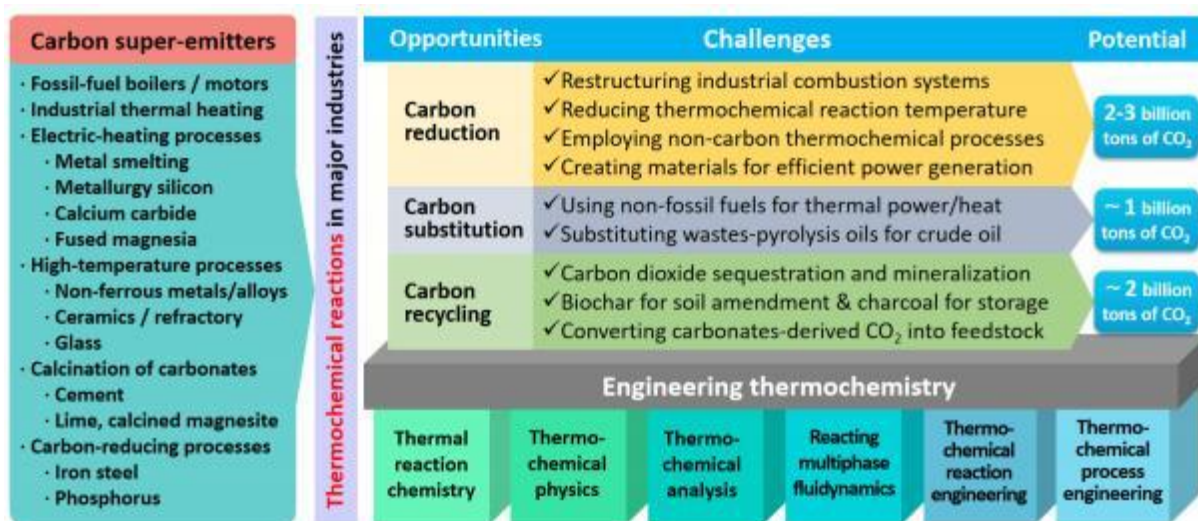 Carbon super-emitters
· Fossil-fuel boilers / motors
· Industrial thermal heating
· Electric-heating processes
· Metal smelting
· Metallurgy silicon
· Calcium carbide
· Fused magnesia
· High-temperature processes
· Non-ferrous metals/alloys
· Ceramics / refractory
· Glass
· Calcination of carbonates
· Cement
· Lime, calcined magnesite
· Carbon-reducing processes
· Iron steel
· Phosphorus
Thermochemical reactions in major industries
Opportunities Challenges Potential
Carbon
reduction
✓Restructuring industrial combustion systems
✓Reducing thermochemical reaction temperature
✓Employing non-carbon thermochemical processes
✓Creating materials for efficient power generation
2-3 billion
tons of CO₂
Carbon
substitution
✓Using non-fossil fuels for thermal power/heat
✓Substituting wastes-pyrolysis oils for crude oil
~ 1 billion
tons of CO₂
Carbon
recycling
✓Carbon dioxide sequestration and mineralization
✓Biochar for soil amendment & charcoal for storage
✓Converting carbonates-derived CO₂ into feedstock
~ 2 billion
tons of CO₂
Engineering thermochemistry
Thermal
reaction
chemistry
Thermo-
chemical
physics
Thermo-
chemical
analysis
Reacting
multiphase
fluidynamics
Thermo-
chemical
reaction
engineering
Thermo-
chemical
process
engineering